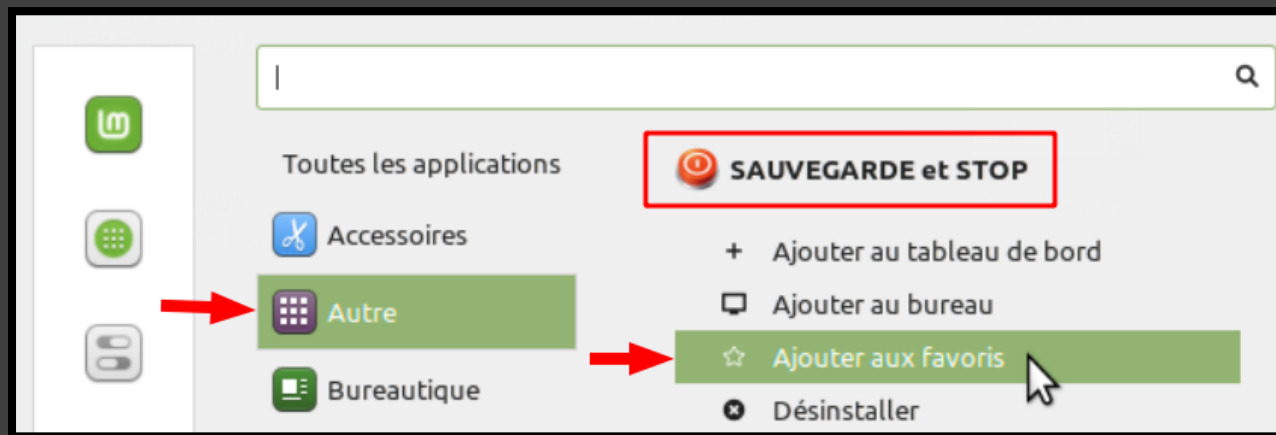 Toutes les applications
Accessoires
Autre
Bureautique
SAUVEGARDE et STOP
Ajouter au tableau de bord
Ajouter au bureau
Ajouter aux favoris
Désinstaller